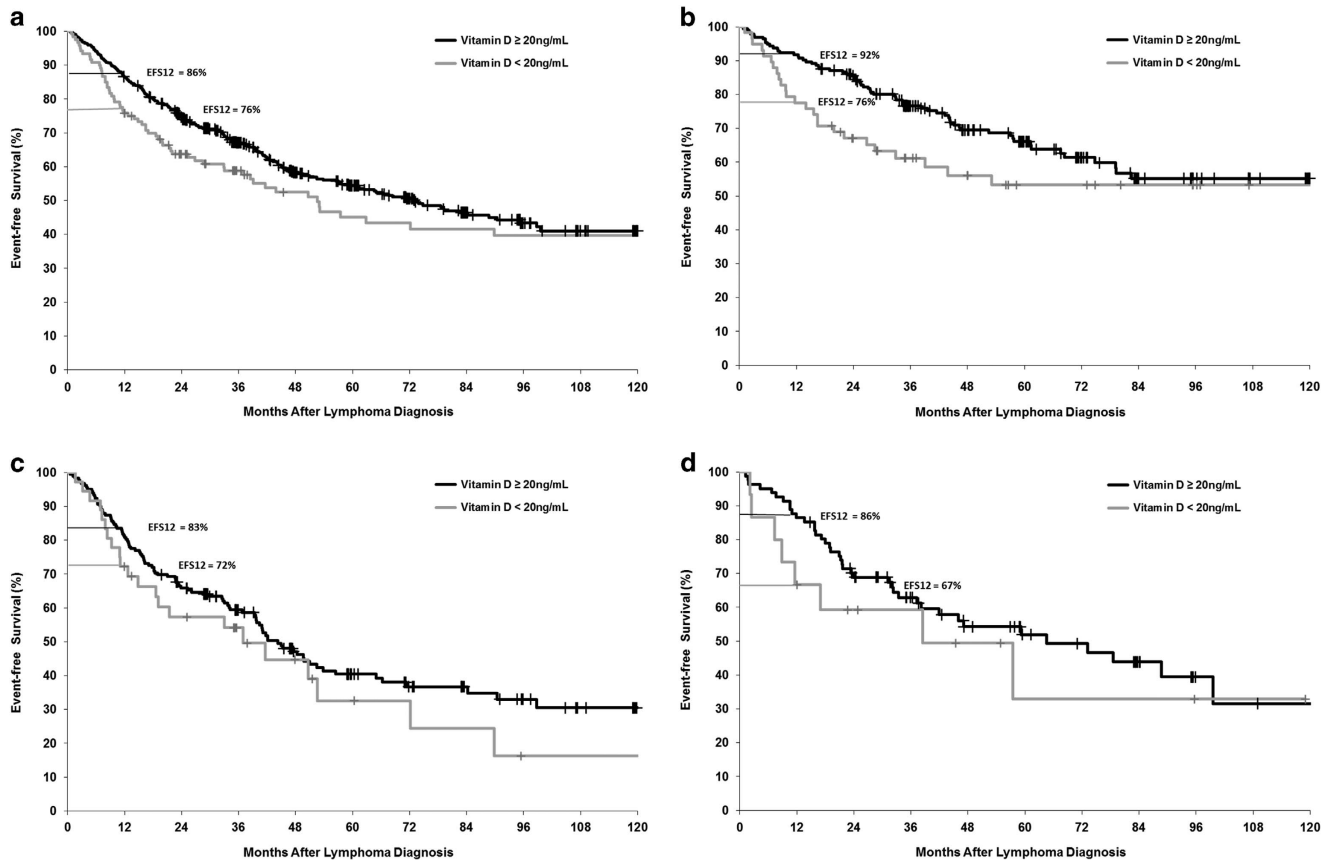 a
Event-free Survival (%)
100
90
80
70
60
50
40
30
20
10
0
0 12 24 36 48 60 72 84 96 108 120
Months After Lymphoma Diagnosis
Vitamin D ≥ 20ng/mL
Vitamin D < 20ng/mL
EFS12 = 86%
EFS12 = 76%
b
Event-free Survival (%)
100
90
80
70
60
50
40
30
20
10
0
0 12 24 36 48 60 72 84 96 108 120
Months After Lymphoma Diagnosis
Vitamin D ≥ 20ng/mL
Vitamin D < 20ng/mL
EFS12 = 92%
EFS12 = 76%
c
Event-free Survival (%)
100
90
80
70
60
50
40
30
20
10
0
0 12 24 36 48 60 72 84 96 108 120
Months After Lymphoma Diagnosis
Vitamin D ≥ 20ng/mL
Vitamin D < 20ng/mL
EFS12 = 83%
EFS12 = 72%
d
Event-free Survival (%)
100
90
80
70
60
50
40
30
20
10
0
0 12 24 36 48 60 72 84 96 108 120
Months After Lymphoma Diagnosis
Vitamin D ≥ 20ng/mL
Vitamin D < 20ng/mL
EFS12 = 86%
EFS12 = 67%